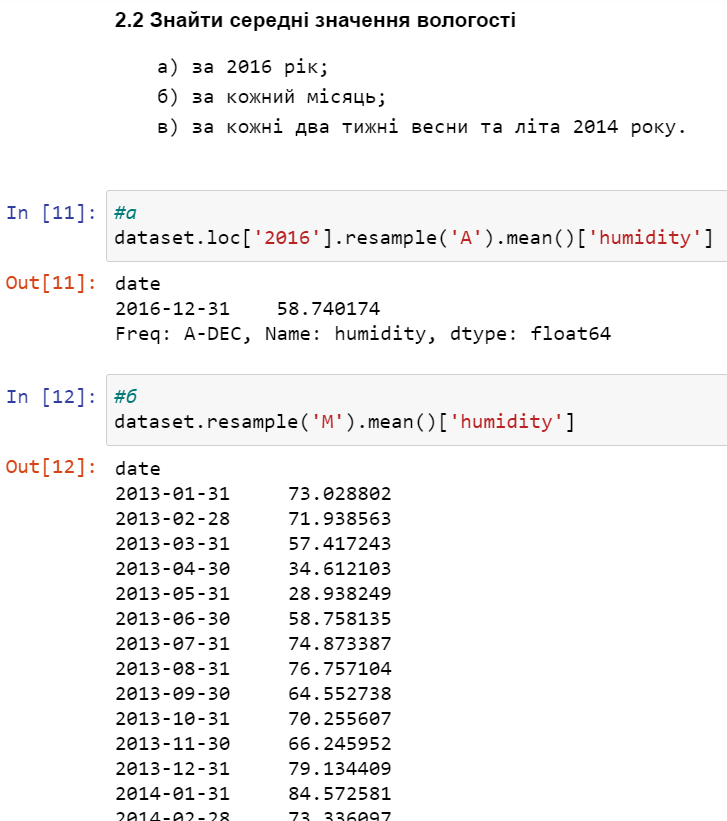 2.2 Знайти середні значення вологості
а) за 2016 рік;
б) за кожний місяць;
в) за кожні два тижні весни та літа 2014 року.
In [11]: #а
dataset.loc['2016'].resample('A').mean()['humidity']
Out[11]: date
2016-12-31    58.740174
Freq: A-DEC, Name: humidity, dtype: float64
In [12]: #б
dataset.resample('M').mean()['humidity']
Out[12]: date
2013-01-31     73.028802
2013-02-28     71.938563
2013-03-31     57.417243
2013-04-30     34.612103
2013-05-31     28.938249
2013-06-30     58.758135
2013-07-31     74.873387
2013-08-31     76.757104
2013-09-30     64.552738
2013-10-31     70.255607
2013-11-30     66.245952
2013-12-31     79.134409
2014-01-31     84.572581
2014-02-28     73.336097